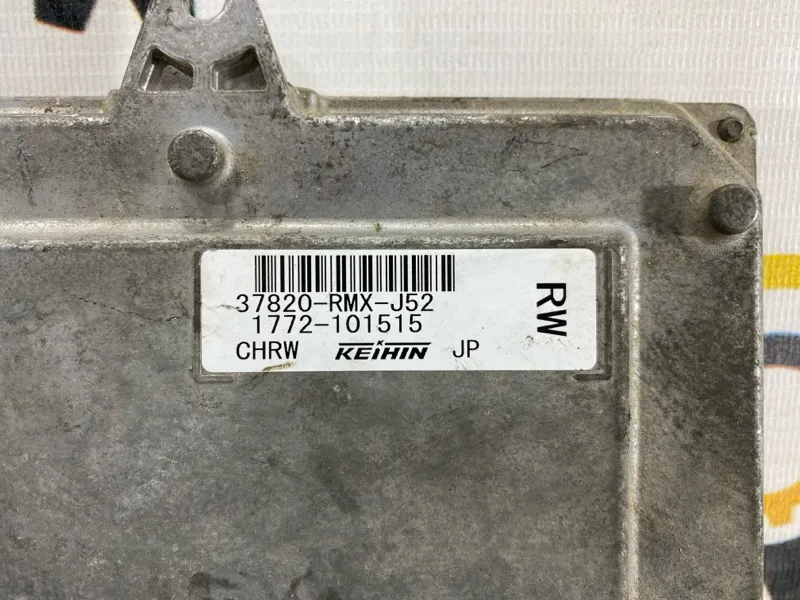 37820-RMX-J52
1772-101515
CHRW KEIHIN JP
RW